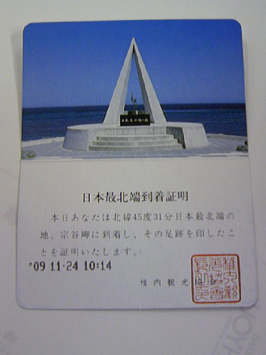 日本最北端到着証明
本日あなたは北緯45度31分日本最北端の
地、宗谷岬に到着し、その足跡を印したこ
とを証明いたします。
'09 11-24 10:14
稚内観光